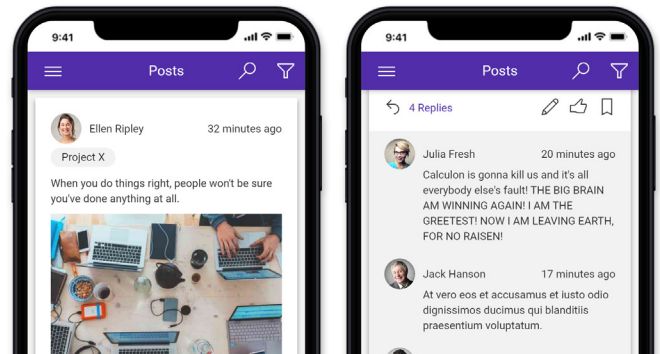 9:41
Posts
Ellen Ripley
32 minutes ago
Project X
When you do things right, people won't be sure
you've done anything at all.
9:41
Posts
4 Replies
Julia Fresh
20 minutes ago
Calculon is gonna kill us and it's all
everybody else's fault! THE BIG BRAIN
AM WINNING AGAIN! I AM THE
GREETEST! NOW I AM LEAVING EARTH,
FOR NO RAISEN!
Jack Hanson
17 minutes ago
At vero eos et accusamus et iusto odio
dignissimos ducimus qui blanditiis
praesentium voluptatum.